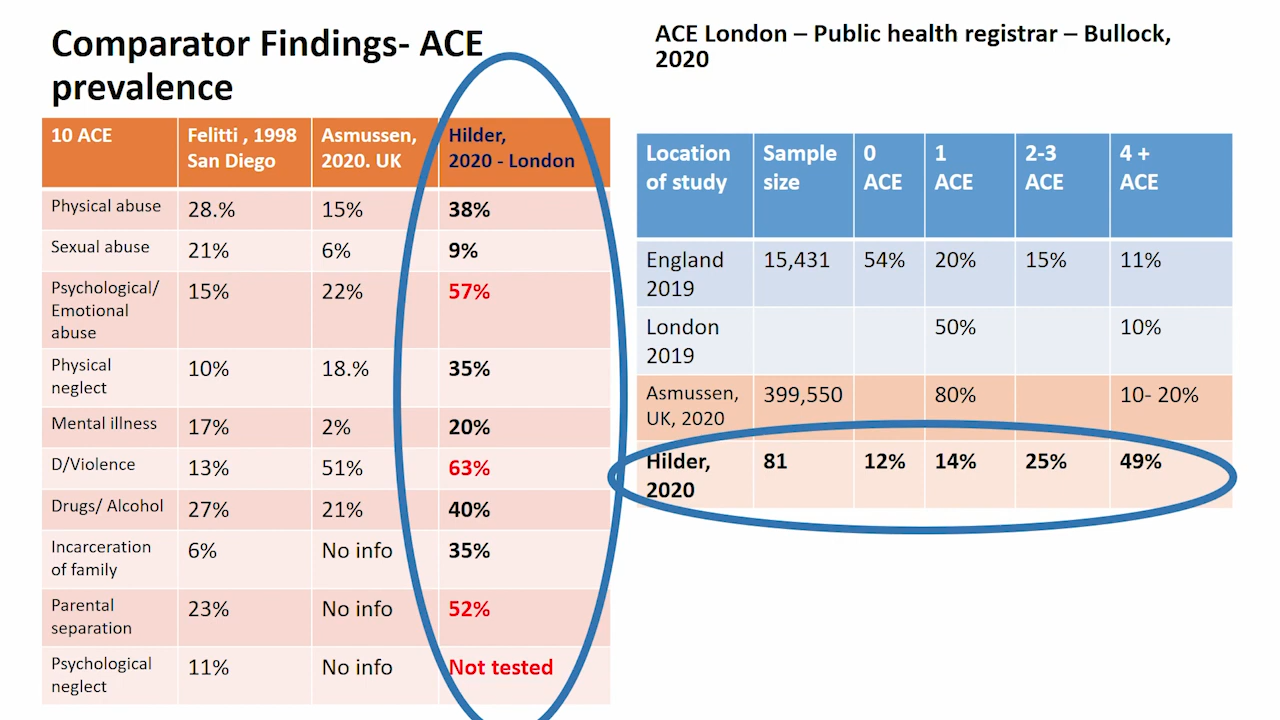 Comparator Findings- ACE
prevalence
10 ACE
Felitti , 1998
San Diego
Asmussen,
2020. UK
Hilder,
2020 - London
Physical abuse
28.%
15%
38%
Sexual abuse
21%
6%
9%
Psychological/
Emotional
abuse
15%
22%
57%
Physical
neglect
10%
18.%
35%
Mental illness
17%
2%
20%
D/Violence
13%
51%
63%
Drugs/ Alcohol
27%
21%
40%
Incarceration
of family
6%
No info
35%
Parental
separation
23%
No info
52%
Psychological
neglect
11%
No info
Not tested
ACE London – Public health registrar – Bullock,
2020
Location
of study
Sample
size
0
ACE
1
ACE
2-3
ACE
4 +
ACE
England
2019
15,431
54%
20%
15%
11%
London
2019
50%
10%
Asmussen,
UK, 2020
399,550
80%
10- 20%
Hilder,
2020
81
12%
14%
25%
49%